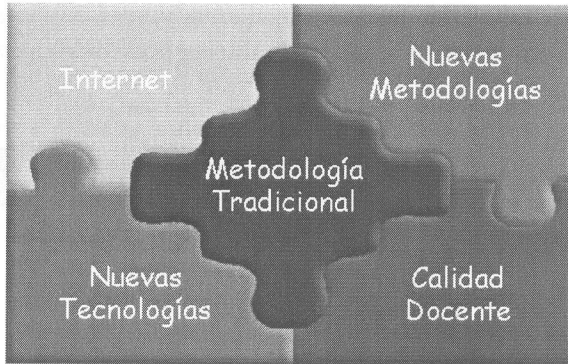 Internet
Nuevas
Metodologías
Metodología
Tradicional
Nuevas
Tecnologías
Calidad
Docente